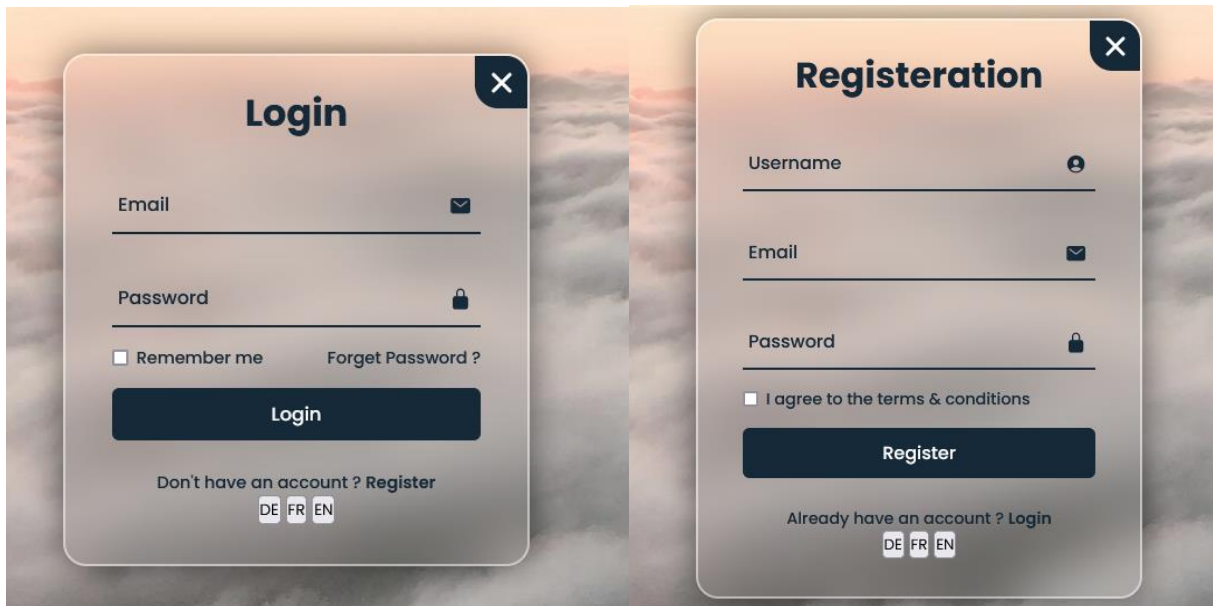 Login
Email
Password
Remember me
Forget Password ?
Login
Don't have an account ? Register
DE FR EN
Registeration
Username
Email
Password
I agree to the terms & conditions
Register
Already have an account ? Login
DE FR EN